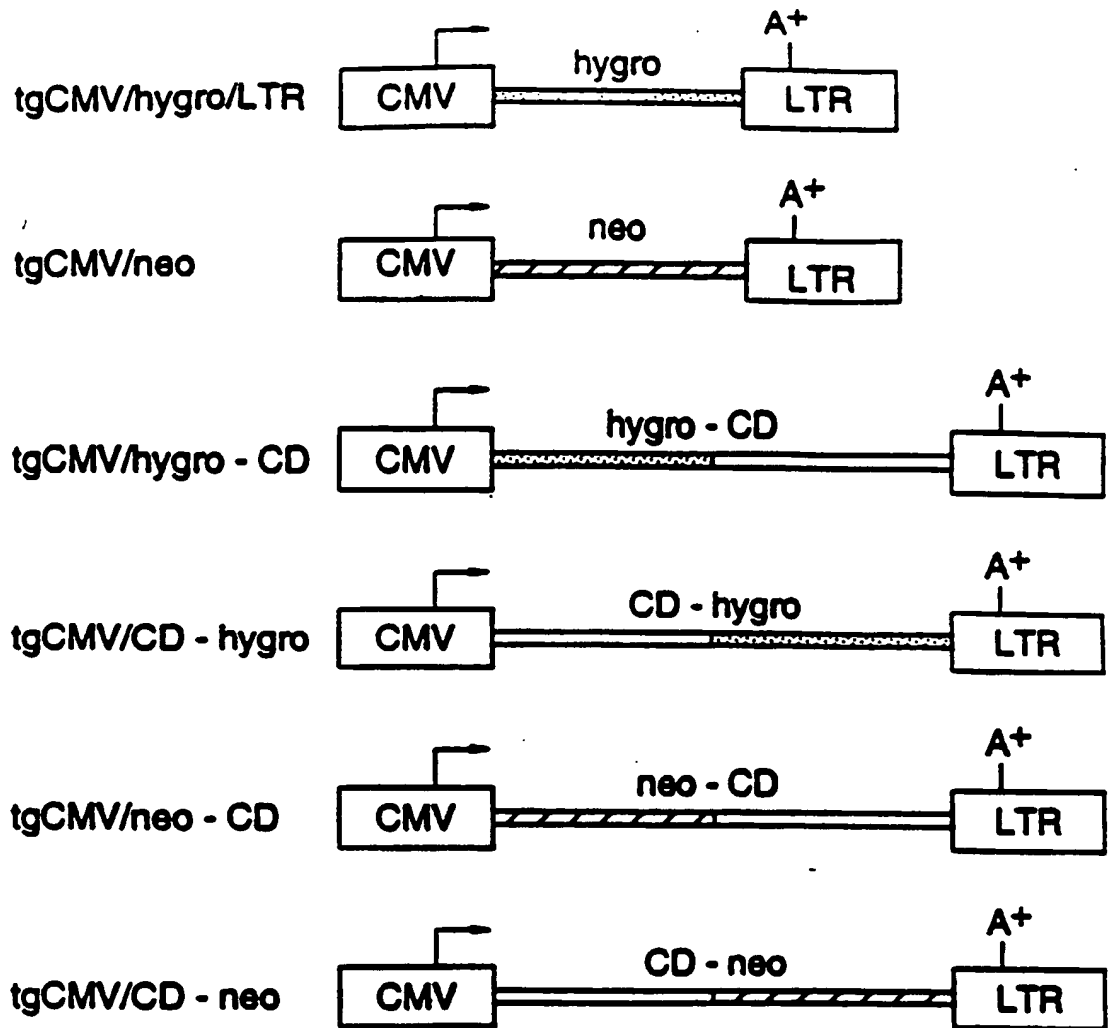 A+
hygro
tgCMV/hygro/LTR CMV LTR
A+
neo
tgCMV/neo CMV LTR
A+
hygro - CD
tgCMV/hygro - CD CMV LTR
A+
CD - hygro
tgCMV/CD - hygro CMV LTR
A+
neo - CD
tgCMV/neo - CD CMV LTR
A+
CD - neo
tgCMV/CD - neo CMV LTR